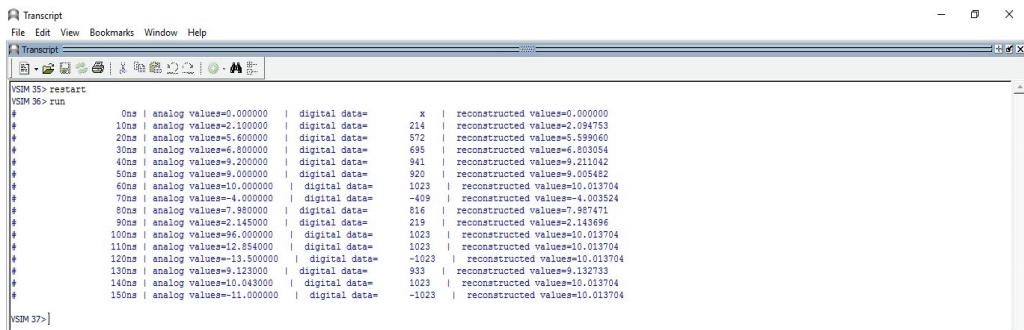 Transcript
File Edit View Bookmarks Window Help
Transcript
VSIM 35> restart
VSIM 36> run
# 0ns | analog values=0.000000 | digital data= x | reconstructed values=0.000000
# 10ns | analog values=2.100000 | digital data= 214 | reconstructed values=2.094753
# 20ns | analog values=5.600000 | digital data= 572 | reconstructed values=5.599060
# 30ns | analog values=6.800000 | digital data= 695 | reconstructed values=6.803054
# 40ns | analog values=9.200000 | digital data= 941 | reconstructed values=9.211042
# 50ns | analog values=9.000000 | digital data= 920 | reconstructed values=9.005482
# 60ns | analog values=10.000000 | digital data= 1023 | reconstructed values=10.013704
# 70ns | analog values=-4.000000 | digital data= -409 | reconstructed values=-4.003524
# 80ns | analog values=7.980000 | digital data= 816 | reconstructed values=7.987471
# 90ns | analog values=2.145000 | digital data= 219 | reconstructed values=2.143696
# 100ns | analog values=96.000000 | digital data= 1023 | reconstructed values=10.013704
# 110ns | analog values=12.854000 | digital data= 1023 | reconstructed values=10.013704
# 120ns | analog values=-13.500000 | digital data= -1023 | reconstructed values=10.013704
# 130ns | analog values=9.123000 | digital data= 933 | reconstructed values=9.132733
# 140ns | analog values=10.043000 | digital data= 1023 | reconstructed values=10.013704
# 150ns | analog values=-11.000000 | digital data= -1023 | reconstructed values=10.013704
VSIM 37>